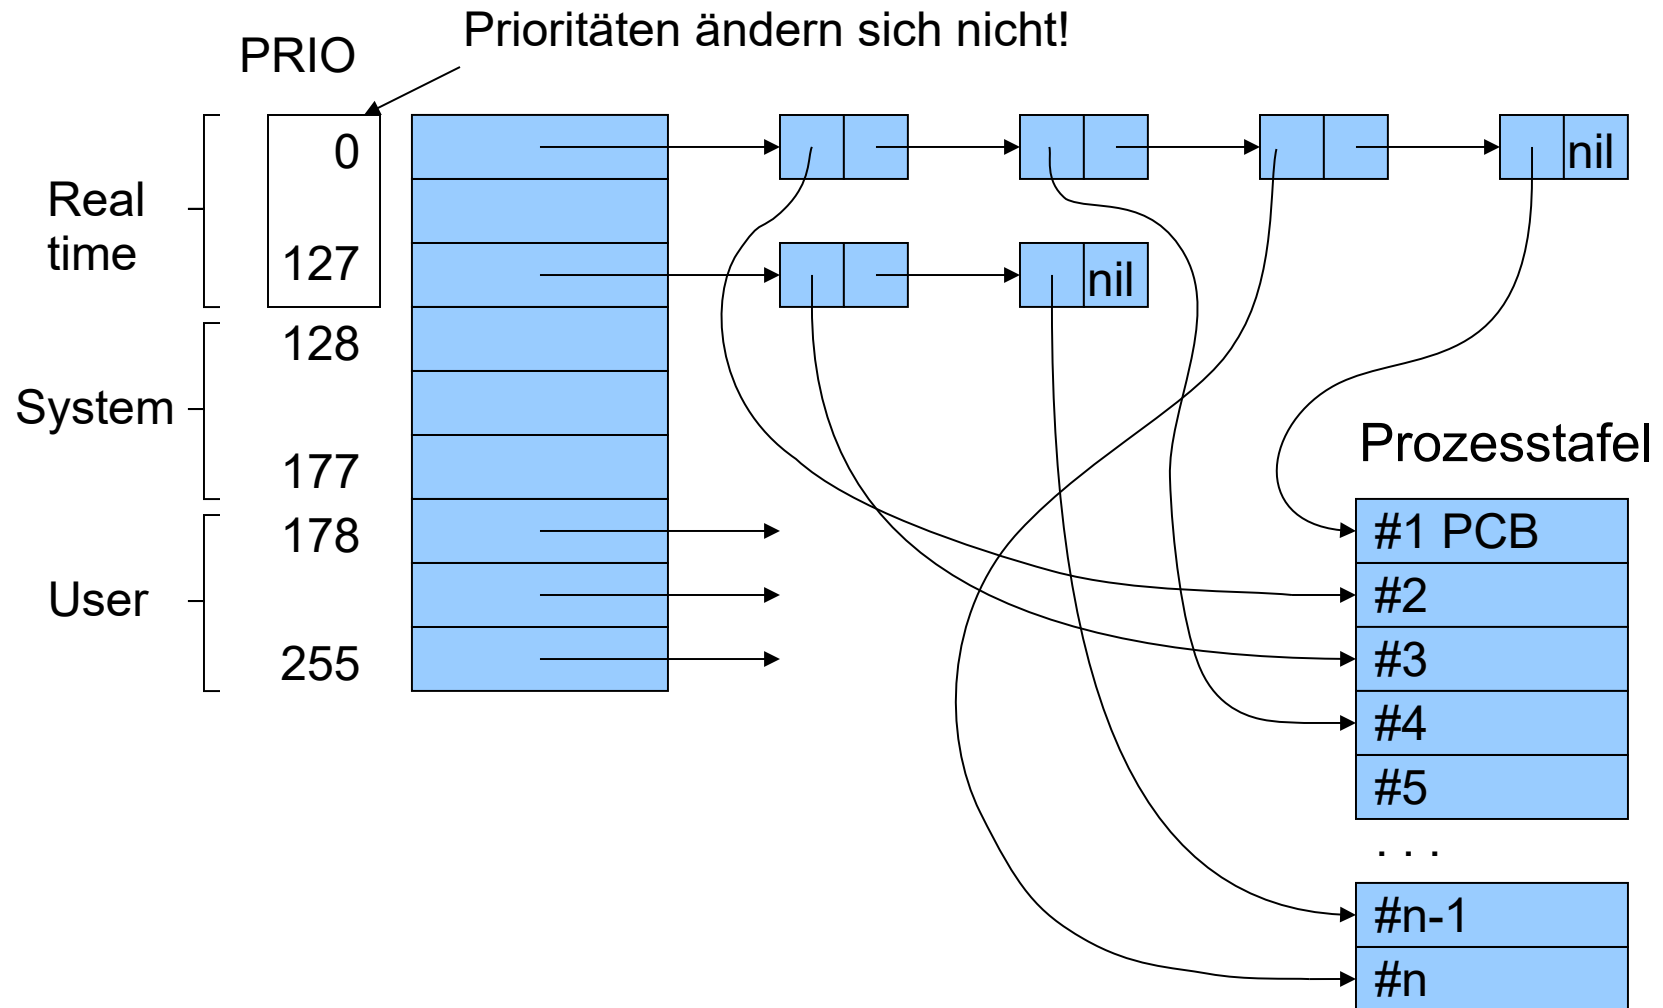 Prioritäten ändern sich nicht!
PRIO
0
nil
Real
time
127
nil
128
System
177
Prozesstafel
178
#1 PCB
User
#2
255
#3
#4
#5
. . .
#n-1
#n